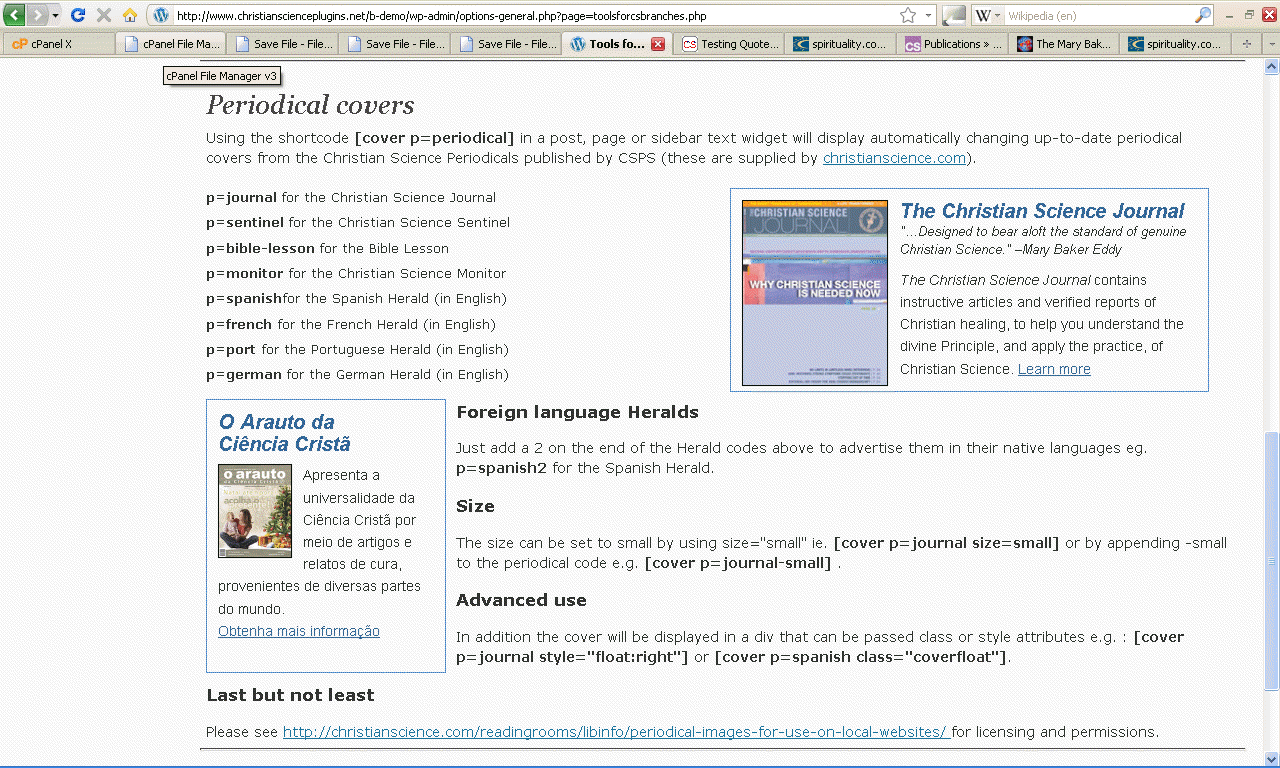 http://www.christianscienceplugins.net/b-demo/wp-admin/options-general.php?page=toolsforcsbranches.php
W
Wikipedia (en)
cP cPanel X
cPanel File Ma...
Save File - File...
Save File - File...
Save File - File...
Tools fo...
CS Testing Quot...
spirituality.co...
CS Publications » ...
The Mary Bak...
spirituality.co...
cPanel File Manager v3
Periodical covers
Using the shortcode [cover p=periodical] in a post, page or sidebar text widget will display automatically changing up-to-date periodical
covers from the Christian Science Periodicals published by CSPS (these are supplied by christianscience.com).
p=journal for the Christian Science Journal
p=sentinel for the Christian Science Sentinel
p=bible-lesson for the Bible Lesson
p=monitor for the Christian Science Monitor
p=spanishfor the Spanish Herald (in English)
p=french for the French Herald (in English)
p=port for the Portuguese Herald (in English)
p=german for the German Herald (in English)
THE CHRISTIAN SCIENCE
JOURNAL
WHY CHRISTIAN SCIENCE
IS NEEDED NOW
The Christian Science Journal
"...Designed to bear aloft the standard of genuine
Christian Science." –Mary Baker Eddy
The Christian Science Journal contains
instructive articles and verified reports of
Christian healing, to help you understand the
divine Principle, and apply the practice, of
Christian Science. Learn more
O Arauto da
Ciência Cristã
o arauto
da Ciência Cristã
Apresenta a
universalidade da
Ciência Cristã por
meio de artigos e
relatos de cura,
provenientes de diversas partes
do mundo.
Obtenha mais informação
Foreign language Heralds
Just add a 2 on the end of the Herald codes above to advertise them in their native languages eg.
p=spanish2 for the Spanish Herald.
Size
The size can be set to small by using size="small" ie. [cover p=journal size=small] or by appending -small
to the periodical code e.g. [cover p=journal-small] .
Advanced use
In addition the cover will be displayed in a div that can be passed class or style attributes e.g. : [cover
p=journal style="float:right"] or [cover p=spanish class="coverfloat"].
Last but not least
Please see http://christianscience.com/readingrooms/libinfo/periodical-images-for-use-on-local-websites/ for licensing and permissions.